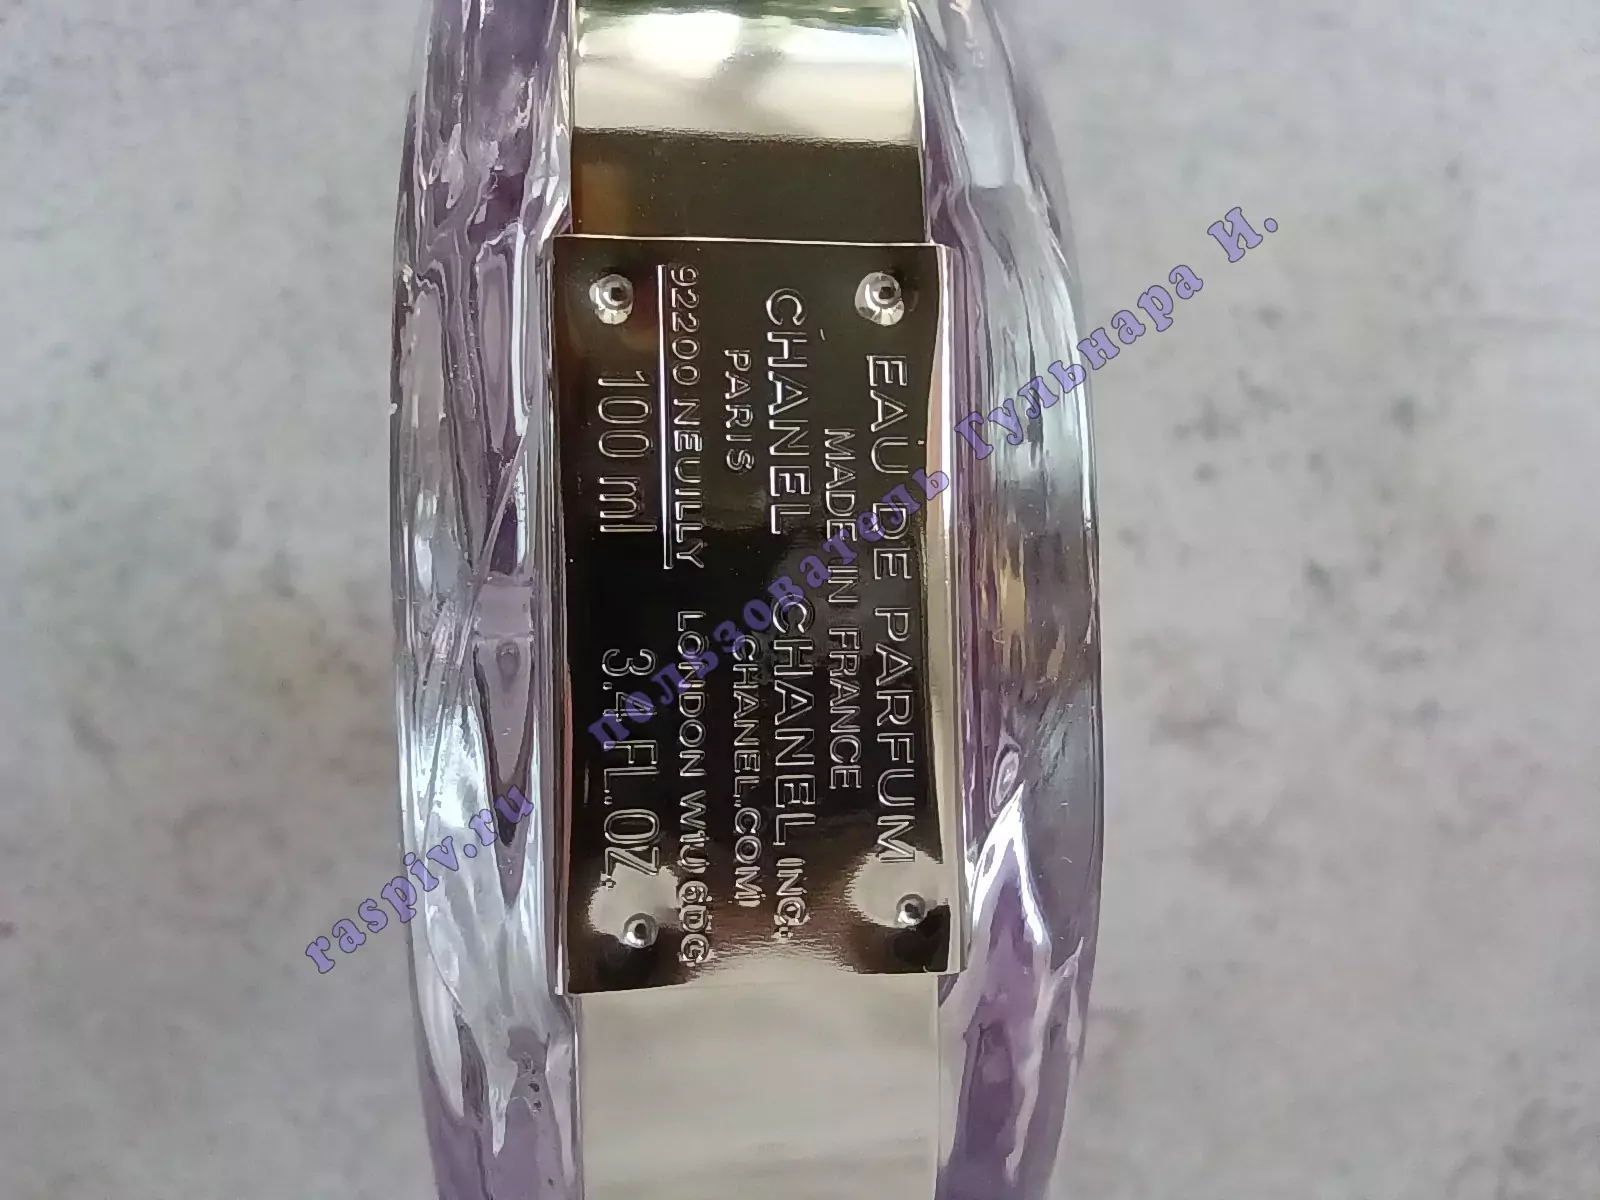 EAU DE PARFUM
MADE IN FRANCE
CHANEL CHANEL INC.
PARIS CHANEL.COM
92200 NEUILLY LONDON W1U 6DG
100 ml 3.4 FL. OZ.
raspiv.ru пользователь Гульнара И.